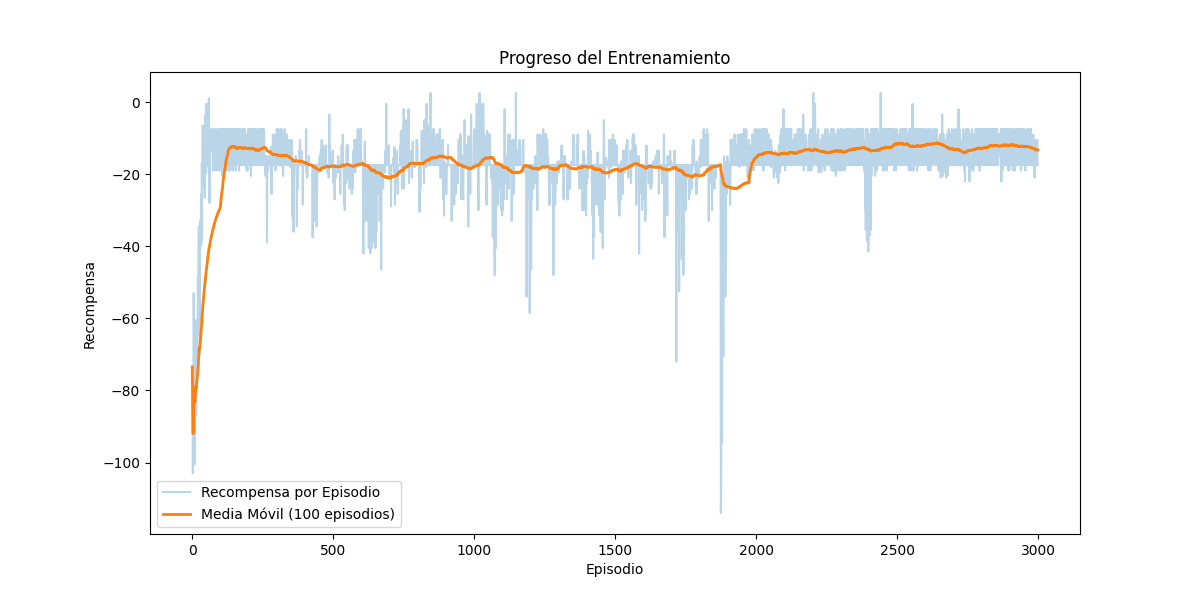 Progreso del Entrenamiento
Recompensa
0
−20
−40
−60
−80
−100
Recompensa por Episodio
Media Móvil (100 episodios)
0 500 1000 1500 2000 2500 3000
Episodio